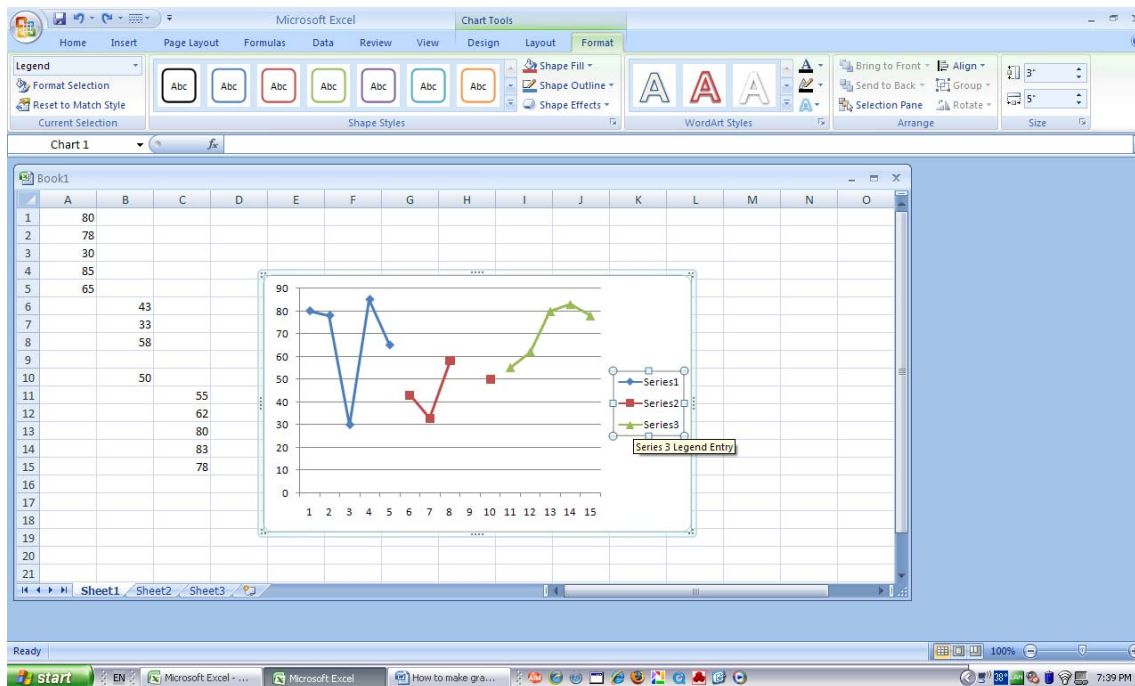 Microsoft Excel
Chart Tools
Home Insert Page Layout Formulas Data Review View Design Layout Format
Legend
Format Selection
Reset to Match Style
Current Selection
Abc Abc Abc Abc Abc Abc Abc
Shape Styles
Shape Fill
Shape Outline
Shape Effects
A A A
WordArt Styles
A
A
Bring to Front
Send to Back
Selection Pane
Align
Group
Rotate
Arrange
3"
5"
Size
Chart 1 fx
Book1
A B C D E F G H I J K L M N O
1 80
2 78
3 30
4 85
5 65
6 43
7 33
8 58
9
10 50
11 55
12 62
13 80
14 83
15 78
16
17
18
19
20
21
90
80
70
60
50
40
30
20
10
0
1 2 3 4 5 6 7 8 9 10 11 12 13 14 15
Series1
Series2
Series3
Series 3 Legend Entry
Sheet1 Sheet2 Sheet3
Ready 100%
start EN Microsoft Excel - ... Microsoft Excel How to make gra... 38° 7:39 PM